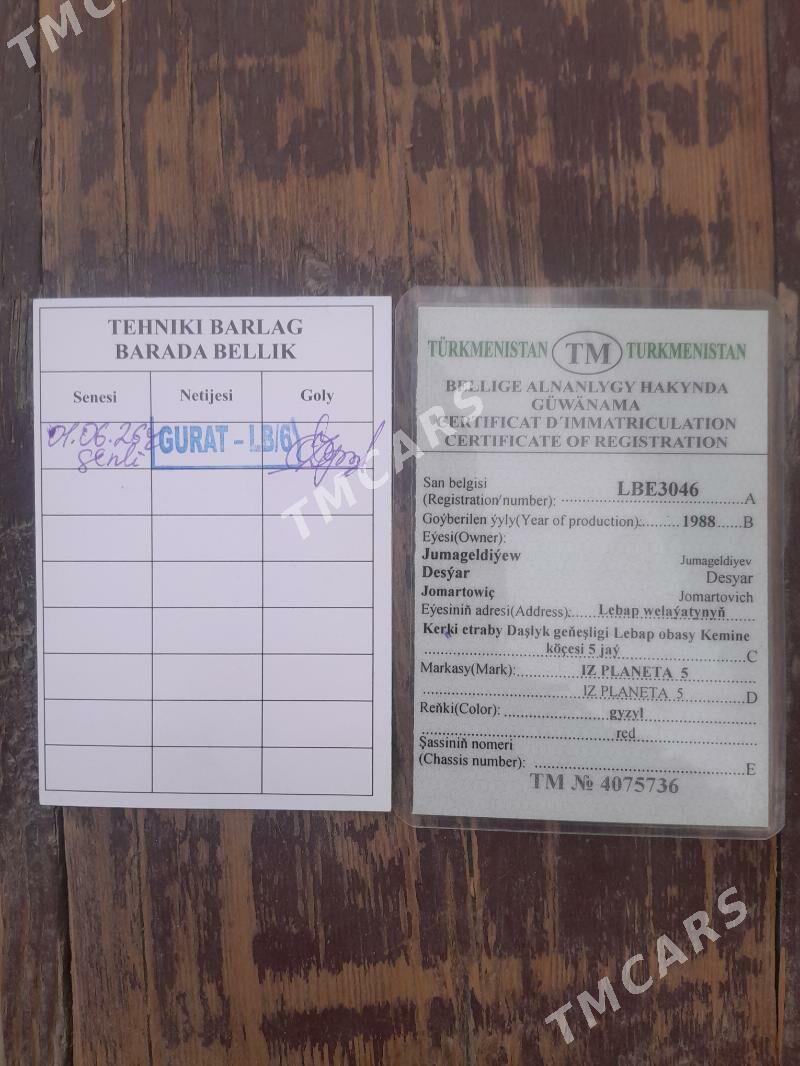 TMCARS
TEHNIKI BARLAG
BARADA BELLIK
Senesi Netijesi Goly
01.06.26ý
GURAT - LB/6
çenli
TÜRKMENISTAN TM TURKMENISTAN
BELLIGE ALNANLYGY HAKYNDA
GÜWÄNAMA
CERTIFICAT D'IMMATRICULATION
CERTIFICATE OF REGISTRATION
San belgisi
(Registration number): LBE3046 A
Goýberilen ýyly(Year of production): 1988 B
Eýesi(Owner):
Jumageldiýew Jumageldiyev
Desýar Desyar
Jomartowiç Jomartovich
Eýesiniň adresi(Address): Lebap welaýatynyň
Kerki etraby Daşlyk geňeşligi Lebap obasy Kemine
köçesi 5 jaý C
Markasy(Mark): IZ PLANETA 5
IZ PLANETA 5 D
Reňki(Color): gyzyl
red
Şassiniň nomeri
(Chassis number): E
TM № 4075736
TMCARS
TMCARS